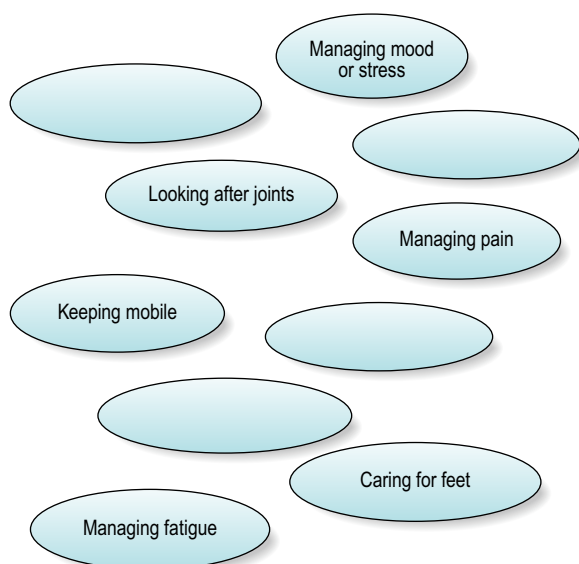 Managing mood
or stress
Looking after joints
Managing pain
Keeping mobile
Caring for feet
Managing fatigue